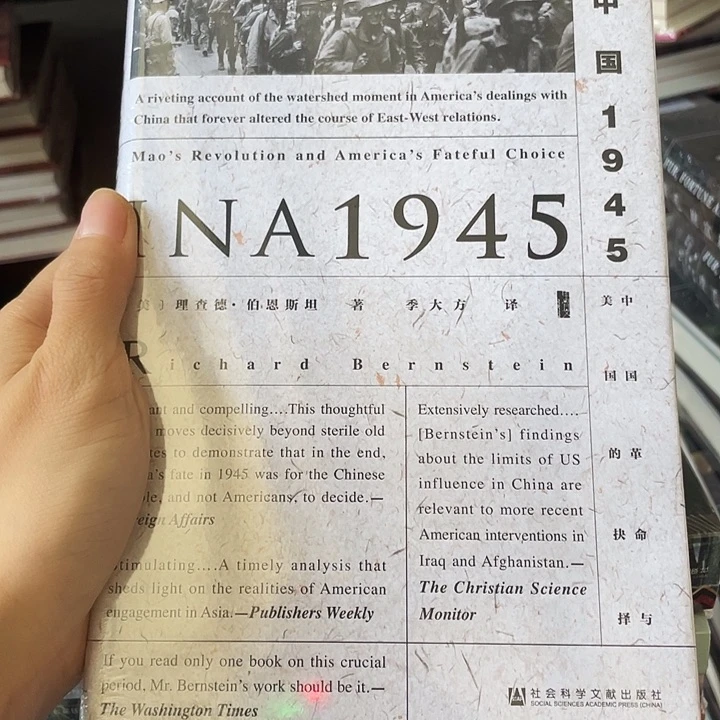 A riveting account of the watershed moment in America's dealings with
China that forever altered the course of East-West relations.
Mao's Revolution and America's Fateful Choice
INA1945
美）理查德·伯恩斯坦 著 季大方 译
Richard Bernstein
and compelling....This thoughtful
moves decisively beyond sterile old
to demonstrate that in the end,
fate in 1945 was for the Chinese
and not Americans, to decide.—
Foreign Affairs
Stimulating....A timely analysis that
sheds light on the realities of American
engagement in Asia.—Publishers Weekly
If you read only one book on this crucial
period, Mr. Bernstein's work should be it.—
The Washington Times
Extensively researched....
[Bernstein's] findings
about the limits of US
influence in China are
relevant to more recent
American interventions in
Iraq and Afghanistan.—
The Christian Science
Monitor
中国1945
中国革命与
美国的抉择
社会科学文献出版社
SOCIAL SCIENCES ACADEMIC PRESS (CHINA)